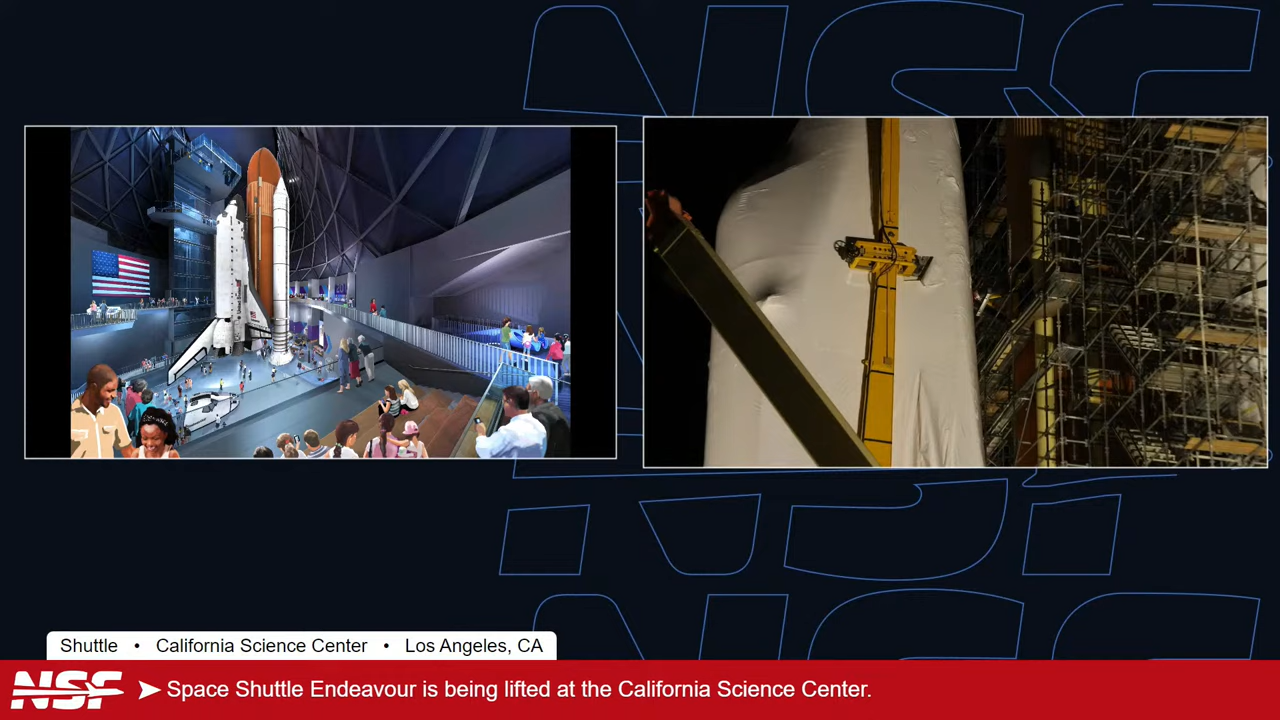 Shuttle • California Science Center • Los Angeles, CA
NSF ➤ Space Shuttle Endeavour is being lifted at the California Science Center.